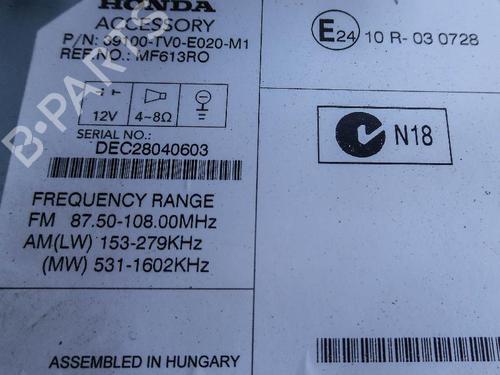 HONDA
ACCESSORY
P/N: 39100-TV0-E020-M1
REF NO.: MF613RO
12V 4~8Ω
SERIAL NO.:
DEC28040603
FREQUENCY RANGE
FM 87.50-108.00MHz
AM(LW) 153-279KHz
(MW) 531-1602KHz
ASSEMBLED IN HUNGARY
E24 10 R- 03 0728
N18
B-PARTS